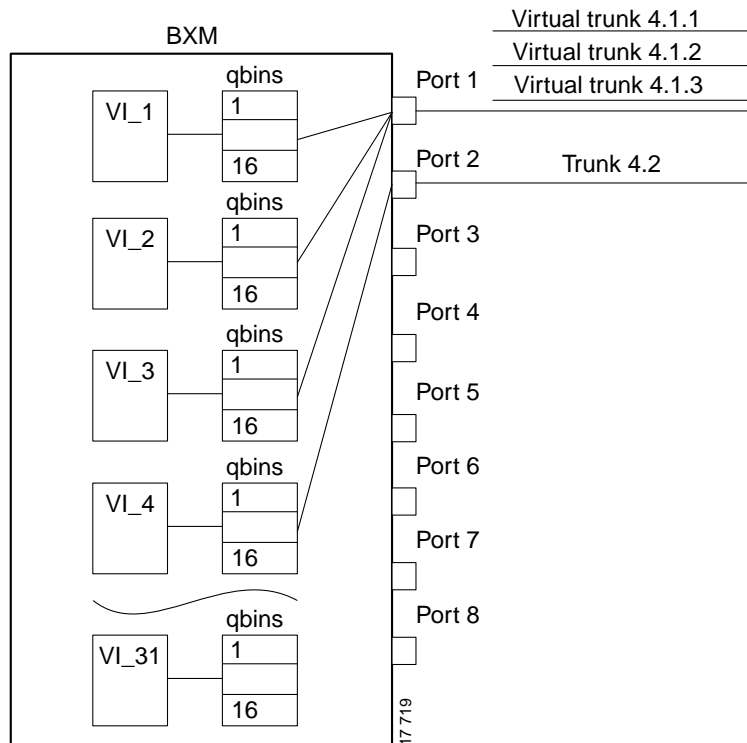 Virtual trunk 4.1.1
BXM
Virtual trunk 4.1.2
qbins
Port 1
Virtual trunk 4.1.3
VI_1
1
16
Port 2
Trunk 4.2
qbins
VI_2
1
16
Port 3
Port 4
qbins
VI_3
1
16
Port 5
qbins
Port 6
VI_4
1
16
Port 7
qbins
Port 8
VI_31
1
16
17 719